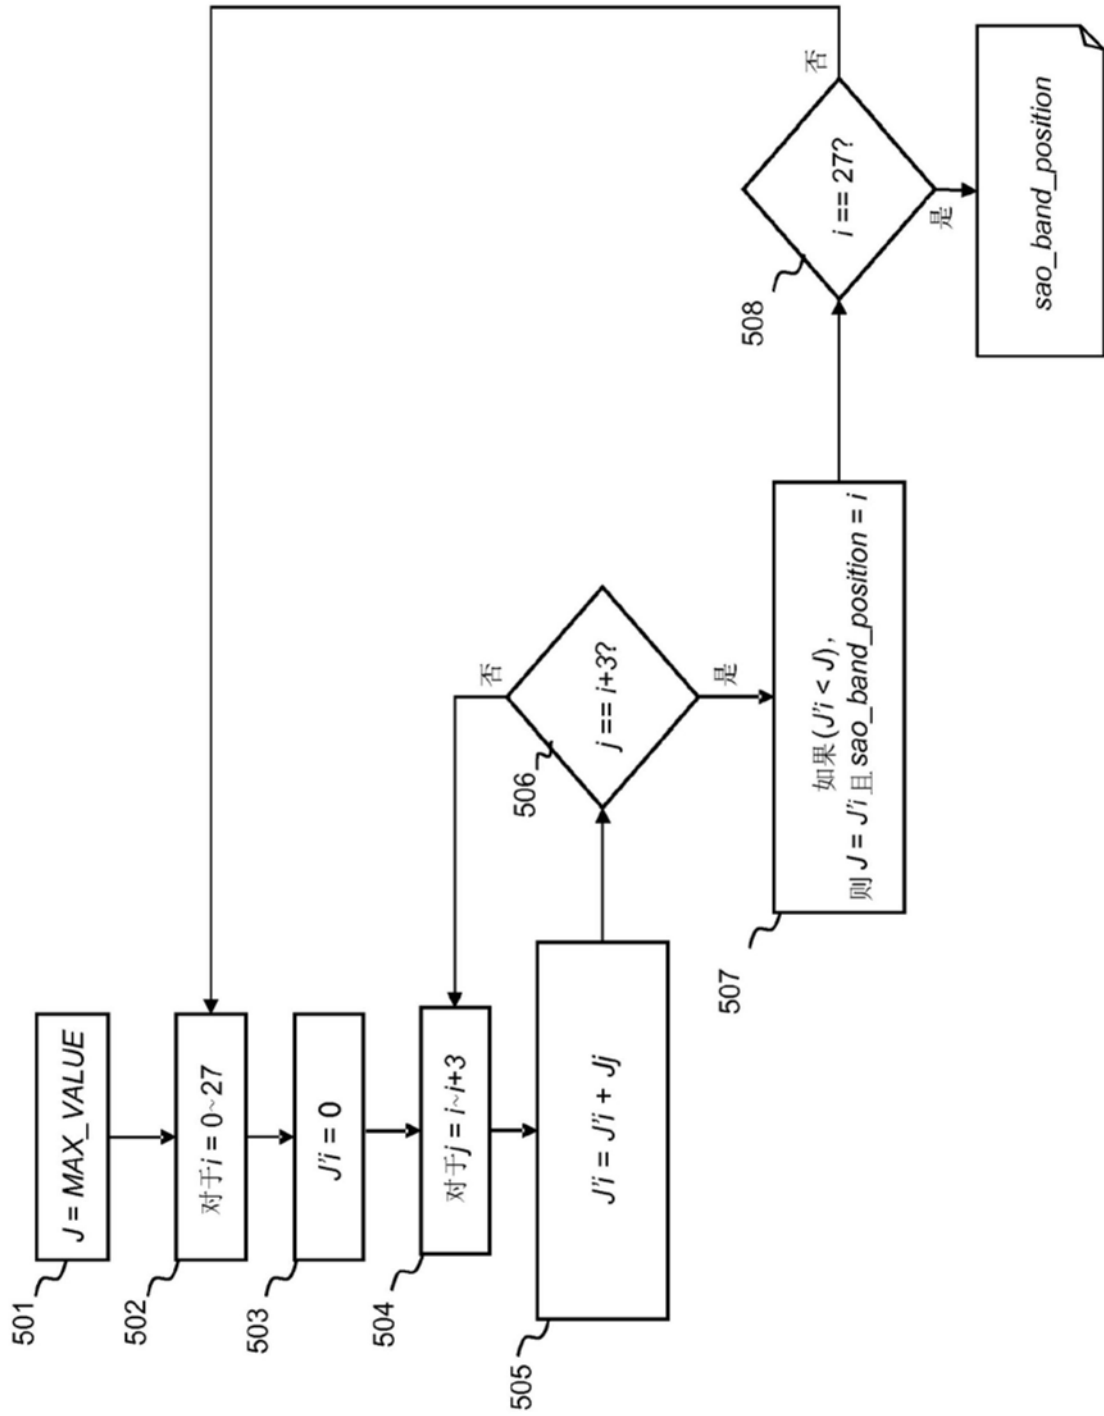 501
J = MAX_VALUE
502
对于i = 0~27
503
J'i = 0
504
对于j = i~i+3
505
J'i = J'i + Jj
506
j == i+3?
否
是
507
如果(J'i < J),
则 J = J'i 且 sao_band_position = i
508
i == 27?
否
是
sao_band_position